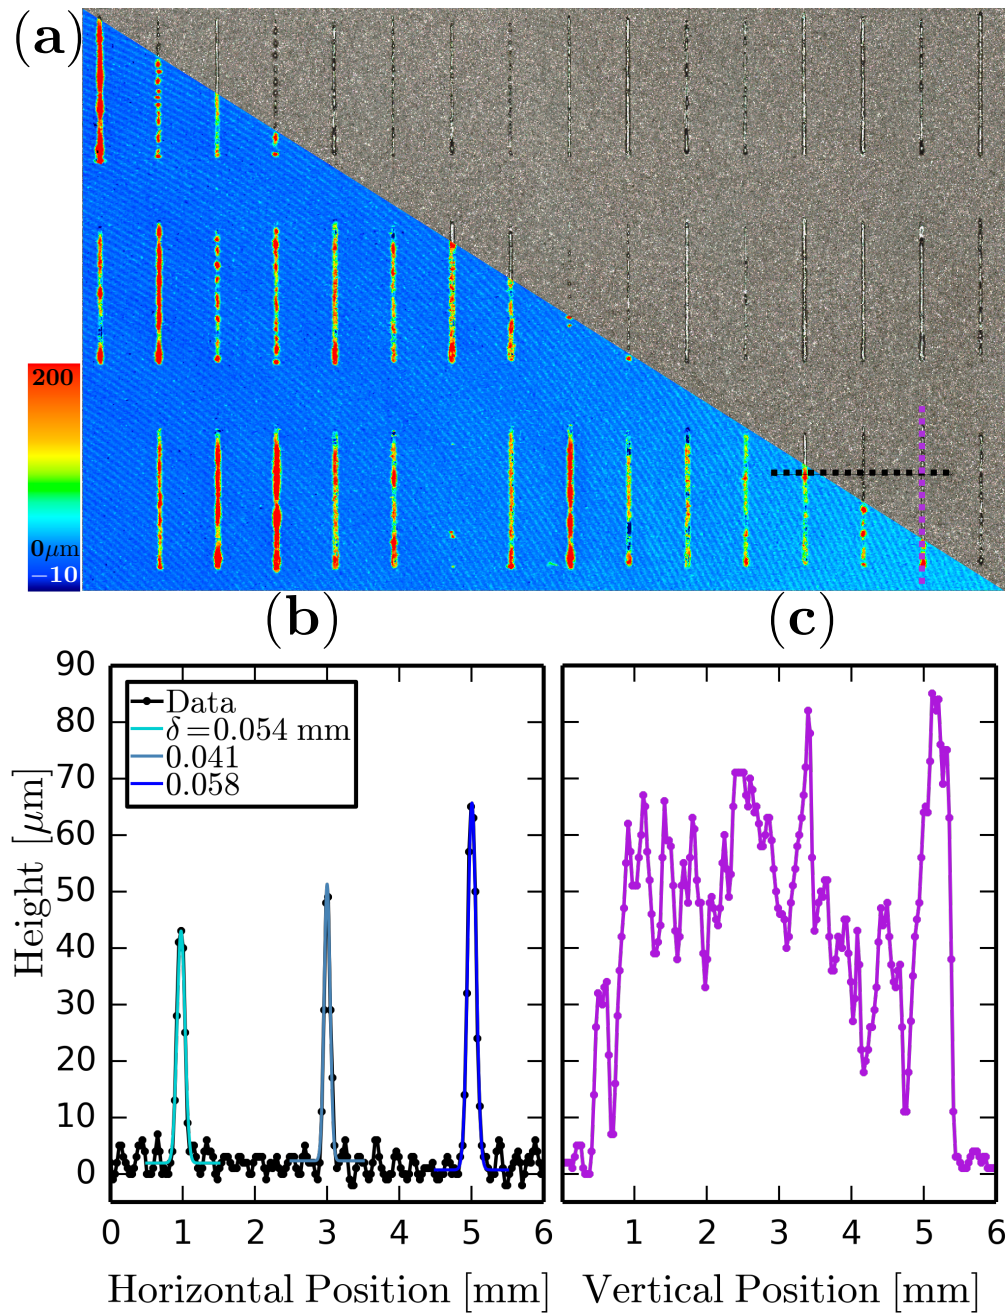 (a)
200
0μm
−10
(b)
(c)
90
80
70
60
50
40
30
20
10
0
Height [μm]
Data
δ=0.054 mm
0.041
0.058
0 1 2 3 4 5 6
1 2 3 4 5 6
Horizontal Position [mm]
Vertical Position [mm]